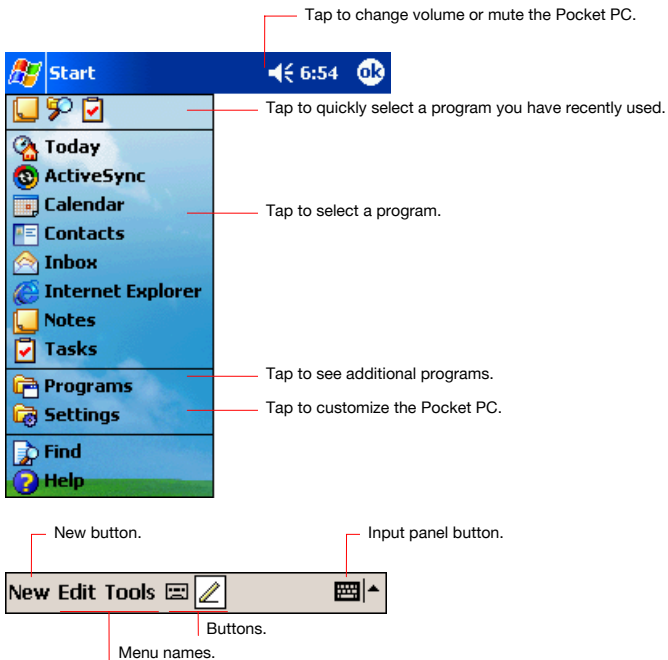 Tap to change volume or mute the Pocket PC.
Start 6:54 ok
Tap to quickly select a program you have recently used.
Today
ActiveSync
Calendar
Tap to select a program.
Contacts
Inbox
Internet Explorer
Notes
Tasks
Tap to see additional programs.
Programs
Tap to customize the Pocket PC.
Settings
Find
Help
New button.
Input panel button.
New Edit Tools
Buttons.
Menu names.